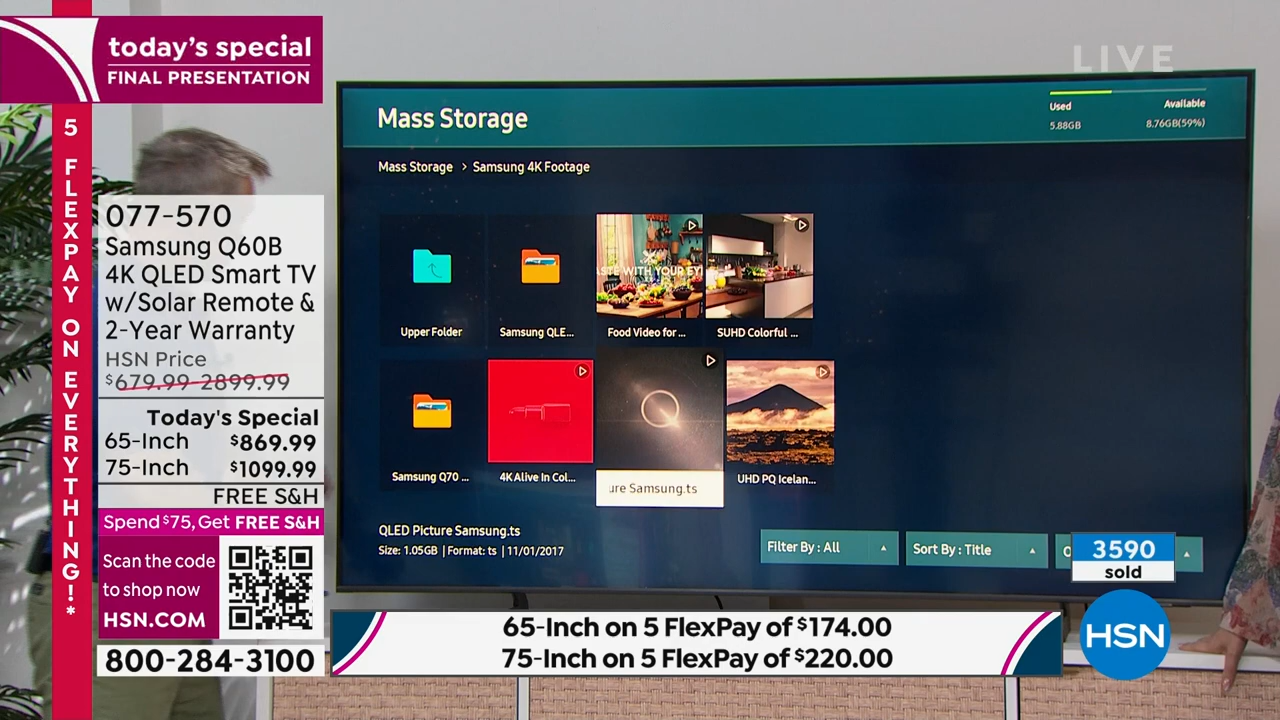 today's special
FINAL PRESENTATION
LIVE
5 FLEXPAY ON EVERYTHING!*
077-570
Samsung Q60B
4K QLED Smart TV
w/Solar Remote &
2-Year Warranty
HSN Price
$679.99-2899.99
Today's Special
65-Inch $869.99
75-Inch $1099.99
FREE S&H
Spend $75, Get FREE S&H
Scan the code
to shop now
HSN.COM
800-284-3100
Mass Storage
Used Available
5.88GB 8.76GB(59%)
Mass Storage > Samsung 4K Footage
ASTE WITH YOUR EY
Upper Folder Samsung QLE... Food Video for ... SUHD Colorful ...
Samsung Q70 ... 4K Alive In Col... ure Samsung.ts UHD PQ Icelan...
QLED Picture Samsung.ts
Size: 1.05GB | Format: ts | 11/01/2017
Filter By : All Sort By : Title O
3590
sold
65-Inch on 5 FlexPay of $174.00
75-Inch on 5 FlexPay of $220.00
HSN